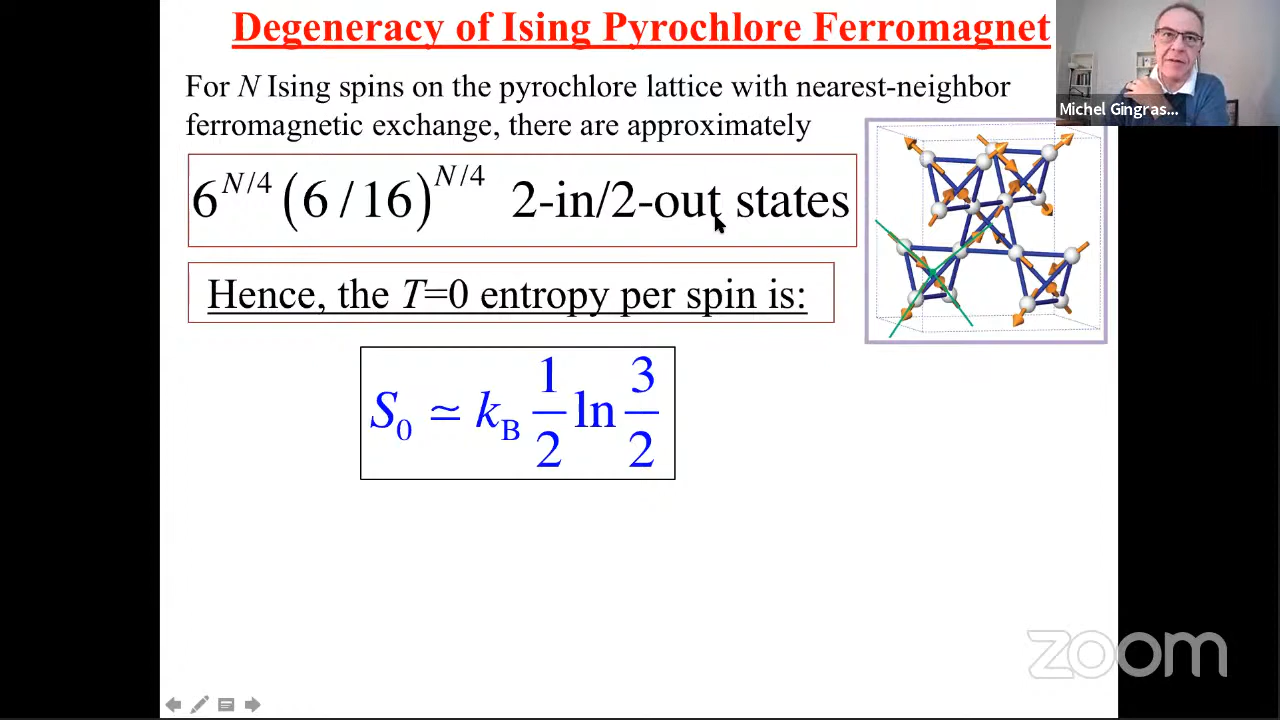 Degeneracy of Ising Pyrochlore Ferromagnet
For N Ising spins on the pyrochlore lattice with nearest-neighbor
ferromagnetic exchange, there are approximately
6^{N/4} (6 / 16)^{N/4} 2-in/2-out states
Hence, the T=0 entropy per spin is:
S_0 ≃ k_B 1/2 ln 3/2
Michel Gingras...
zoom